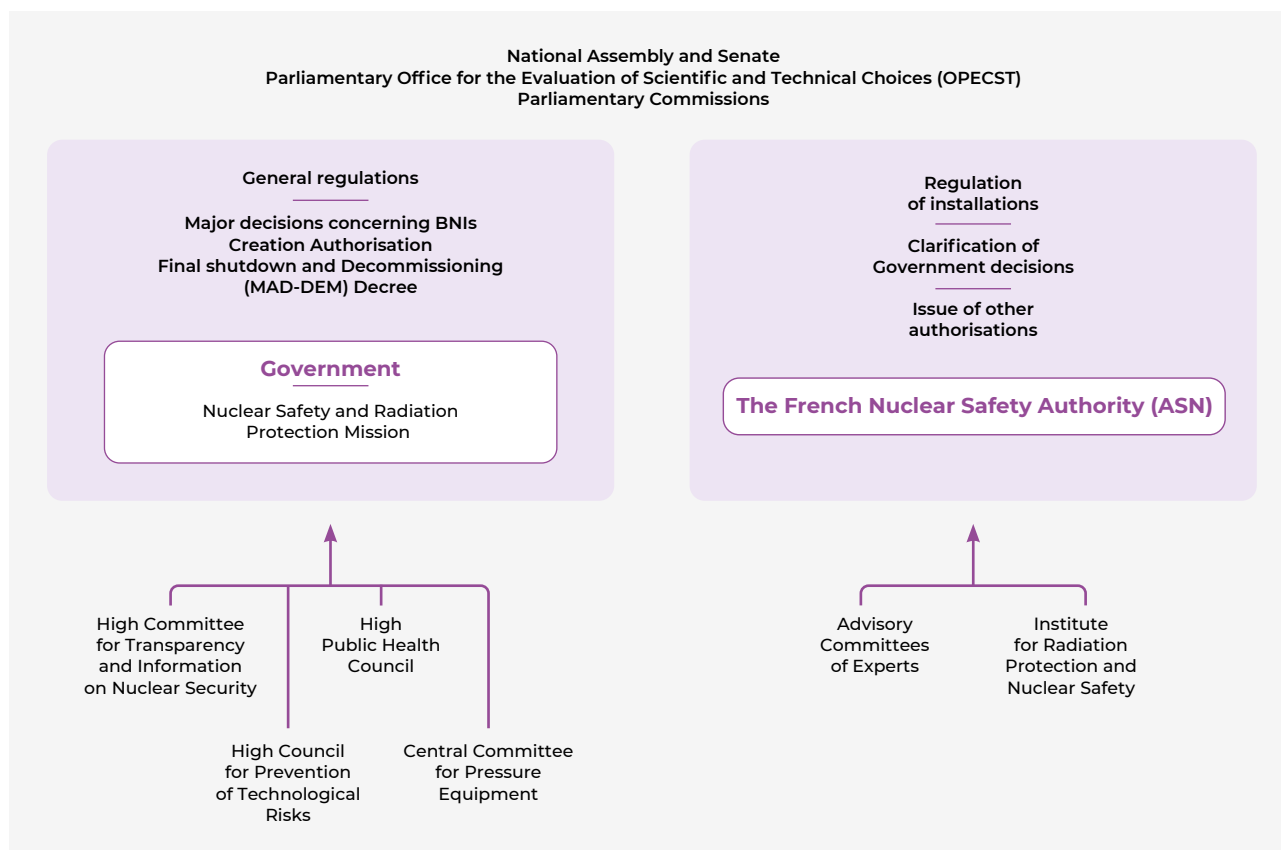 National Assembly and Senate
Parliamentary Office for the Evaluation of Scientific and Technical Choices (OPECST)
Parliamentary Commissions
General regulations
Major decisions concerning BNIs
Creation Authorisation
Final shutdown and Decommissioning
(MAD-DEM) Decree
Government
Nuclear Safety and Radiation
Protection Mission
Regulation
of installations
Clarification of
Government decisions
Issue of other
authorisations
The French Nuclear Safety Authority (ASN)
High Committee
for Transparency
and Information
on Nuclear Security
High
Public Health
Council
High Council
for Prevention
of Technological
Risks
Central Committee
for Pressure
Equipment
Advisory
Committees
of Experts
Institute
for Radiation
Protection and
Nuclear Safety